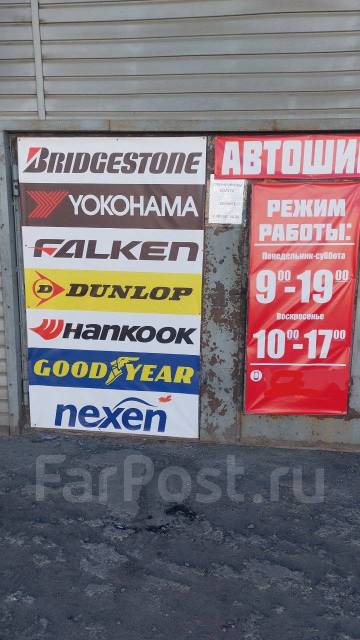 BRIDGESTONE
YOKOHAMA
FALKEN
D DUNLOP
HANKOOK
GOODYEAR
nexen
АВТОШИ
РЕЖИМ
РАБОТЫ:
Понедельник-суббота
9⁰⁰-19⁰⁰
Воскресенье
10⁰⁰-17⁰⁰
FarPost.ru